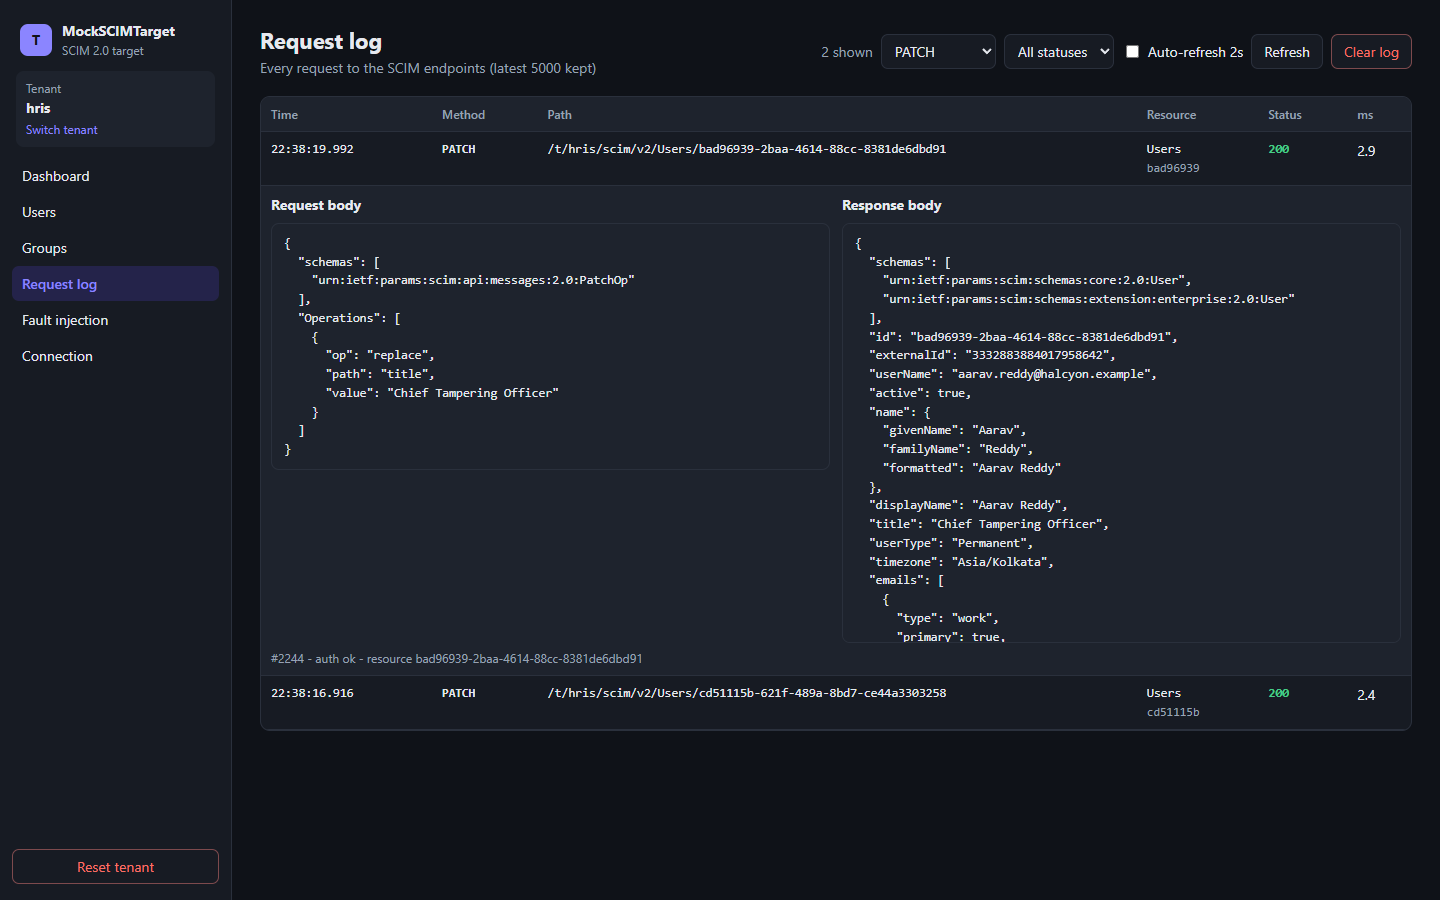 T
MockSCIMTarget
SCIM 2.0 target
Tenant
hris
Switch tenant
Dashboard
Users
Groups
Request log
Fault injection
Connection
Reset tenant
Request log
Every request to the SCIM endpoints (latest 5000 kept)
2 shown
PATCH
All statuses
Auto-refresh 2s
Refresh
Clear log
Time Method Path Resource Status ms
22:38:19.992 PATCH /t/hris/scim/v2/Users/bad96939-2baa-4614-88cc-8381de6dbd91 Users 200 2.9
bad96939
Request body
{
"schemas": [
"urn:ietf:params:scim:api:messages:2.0:PatchOp"
],
"Operations": [
{
"op": "replace",
"path": "title",
"value": "Chief Tampering Officer"
}
]
}
Response body
{
"schemas": [
"urn:ietf:params:scim:schemas:core:2.0:User",
"urn:ietf:params:scim:schemas:extension:enterprise:2.0:User"
],
"id": "bad96939-2baa-4614-88cc-8381de6dbd91",
"externalId": "3332883884017958642",
"userName": "aarav.reddy@halcyon.example",
"active": true,
"name": {
"givenName": "Aarav",
"familyName": "Reddy",
"formatted": "Aarav Reddy"
},
"displayName": "Aarav Reddy",
"title": "Chief Tampering Officer",
"userType": "Permanent",
"timezone": "Asia/Kolkata",
"emails": [
{
"type": "work",
"primary": true,
#2244 - auth ok - resource bad96939-2baa-4614-88cc-8381de6dbd91
22:38:16.916 PATCH /t/hris/scim/v2/Users/cd51115b-621f-489a-8bd7-ce44a3303258 Users 200 2.4
cd51115b